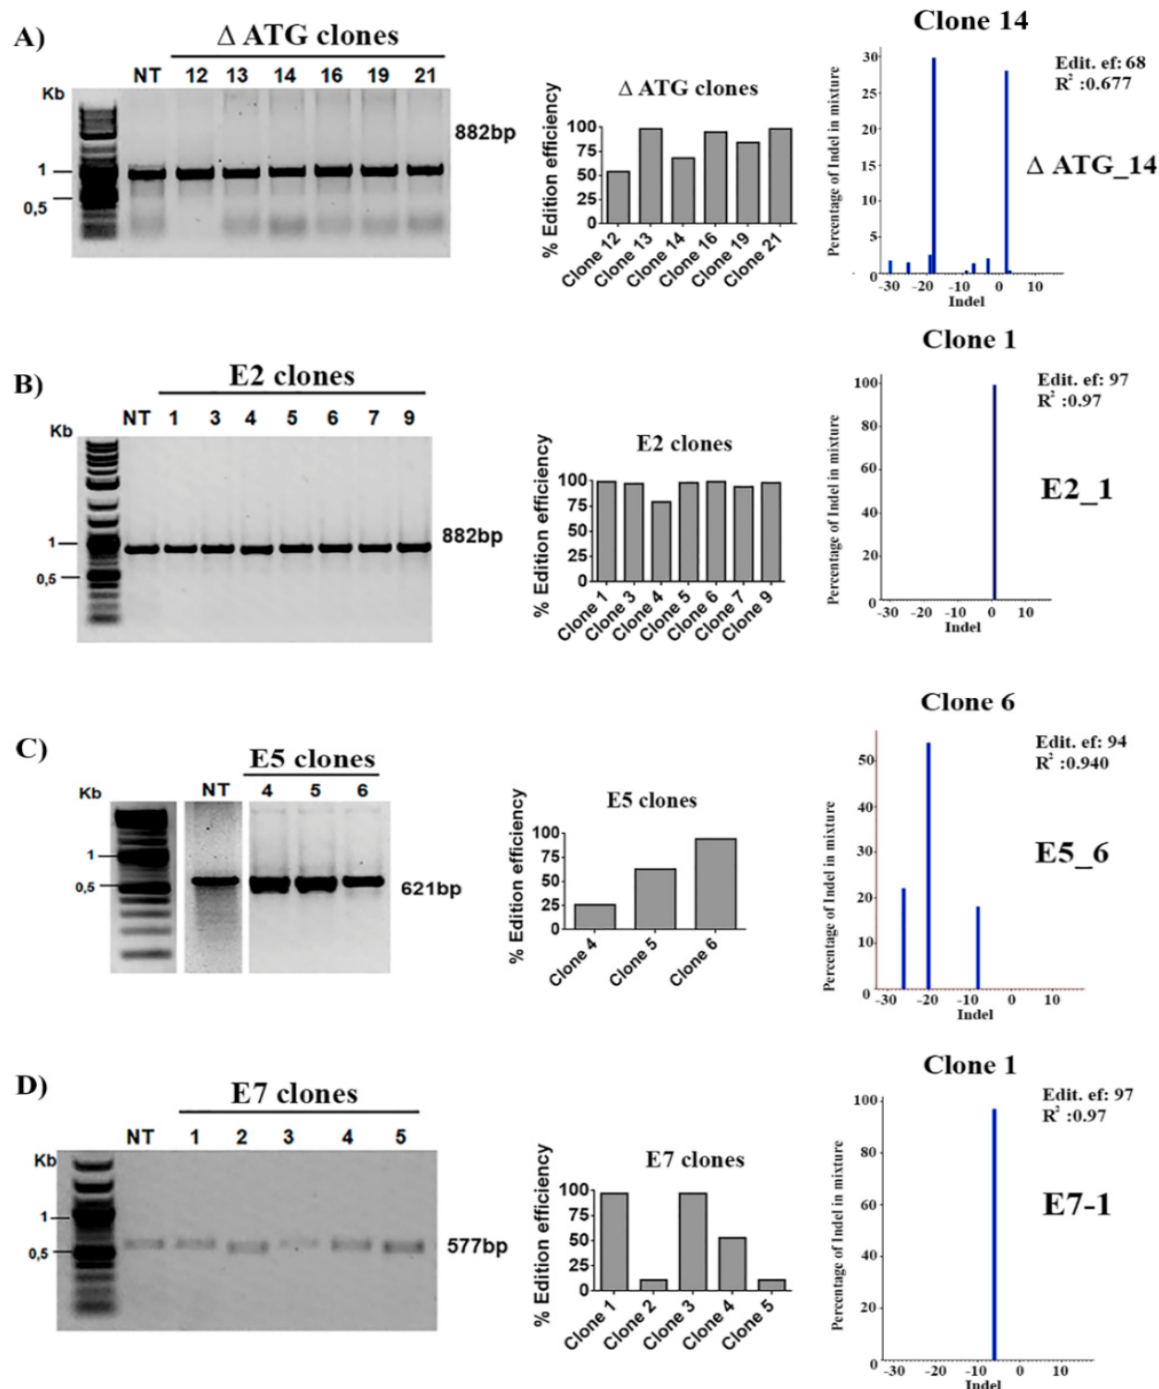 A)
Δ ATG clones
NT 12 13 14 16 19 21
Kb
882bp
1
0,5
Δ ATG clones
% Edition efficiency
100
75
50
25
0
Clone 12
Clone 13
Clone 14
Clone 16
Clone 19
Clone 21
Clone 14
Edit. ef: 68
R² :0.677
Δ ATG_14
Percentage of Indel in mixture
30
25
20
15
10
5
0
-30 -20 -10 0 10
Indel
B)
E2 clones
NT 1 3 4 5 6 7 9
Kb
882bp
1
0,5
E2 clones
% Edition efficiency
100
75
50
25
0
Clone 1
Clone 3
Clone 4
Clone 5
Clone 6
Clone 7
Clone 9
Clone 1
Edit. ef: 97
R² :0.97
E2_1
Percentage of Indel in mixture
100
80
60
40
20
0
-30 -20 -10 0 10
Indel
C)
E5 clones
NT 4 5 6
Kb
1
0,5
621bp
E5 clones
% Edition efficiency
100
75
50
25
0
Clone 4
Clone 5
Clone 6
Clone 6
Edit. ef: 94
R² :0.940
E5_6
Percentage of Indel in mixture
50
40
30
20
10
0
-30 -20 -10 0 10
Indel
D)
E7 clones
NT 1 2 3 4 5
Kb
1
0,5
577bp
E7 clones
% Edition efficiency
100
75
50
25
0
Clone 1
Clone 2
Clone 3
Clone 4
Clone 5
Clone 1
Edit. ef: 97
R² :0.97
E7-1
Percentage of Indel in mixture
100
80
60
40
20
0
-30 -20 -10 0 10
Indel